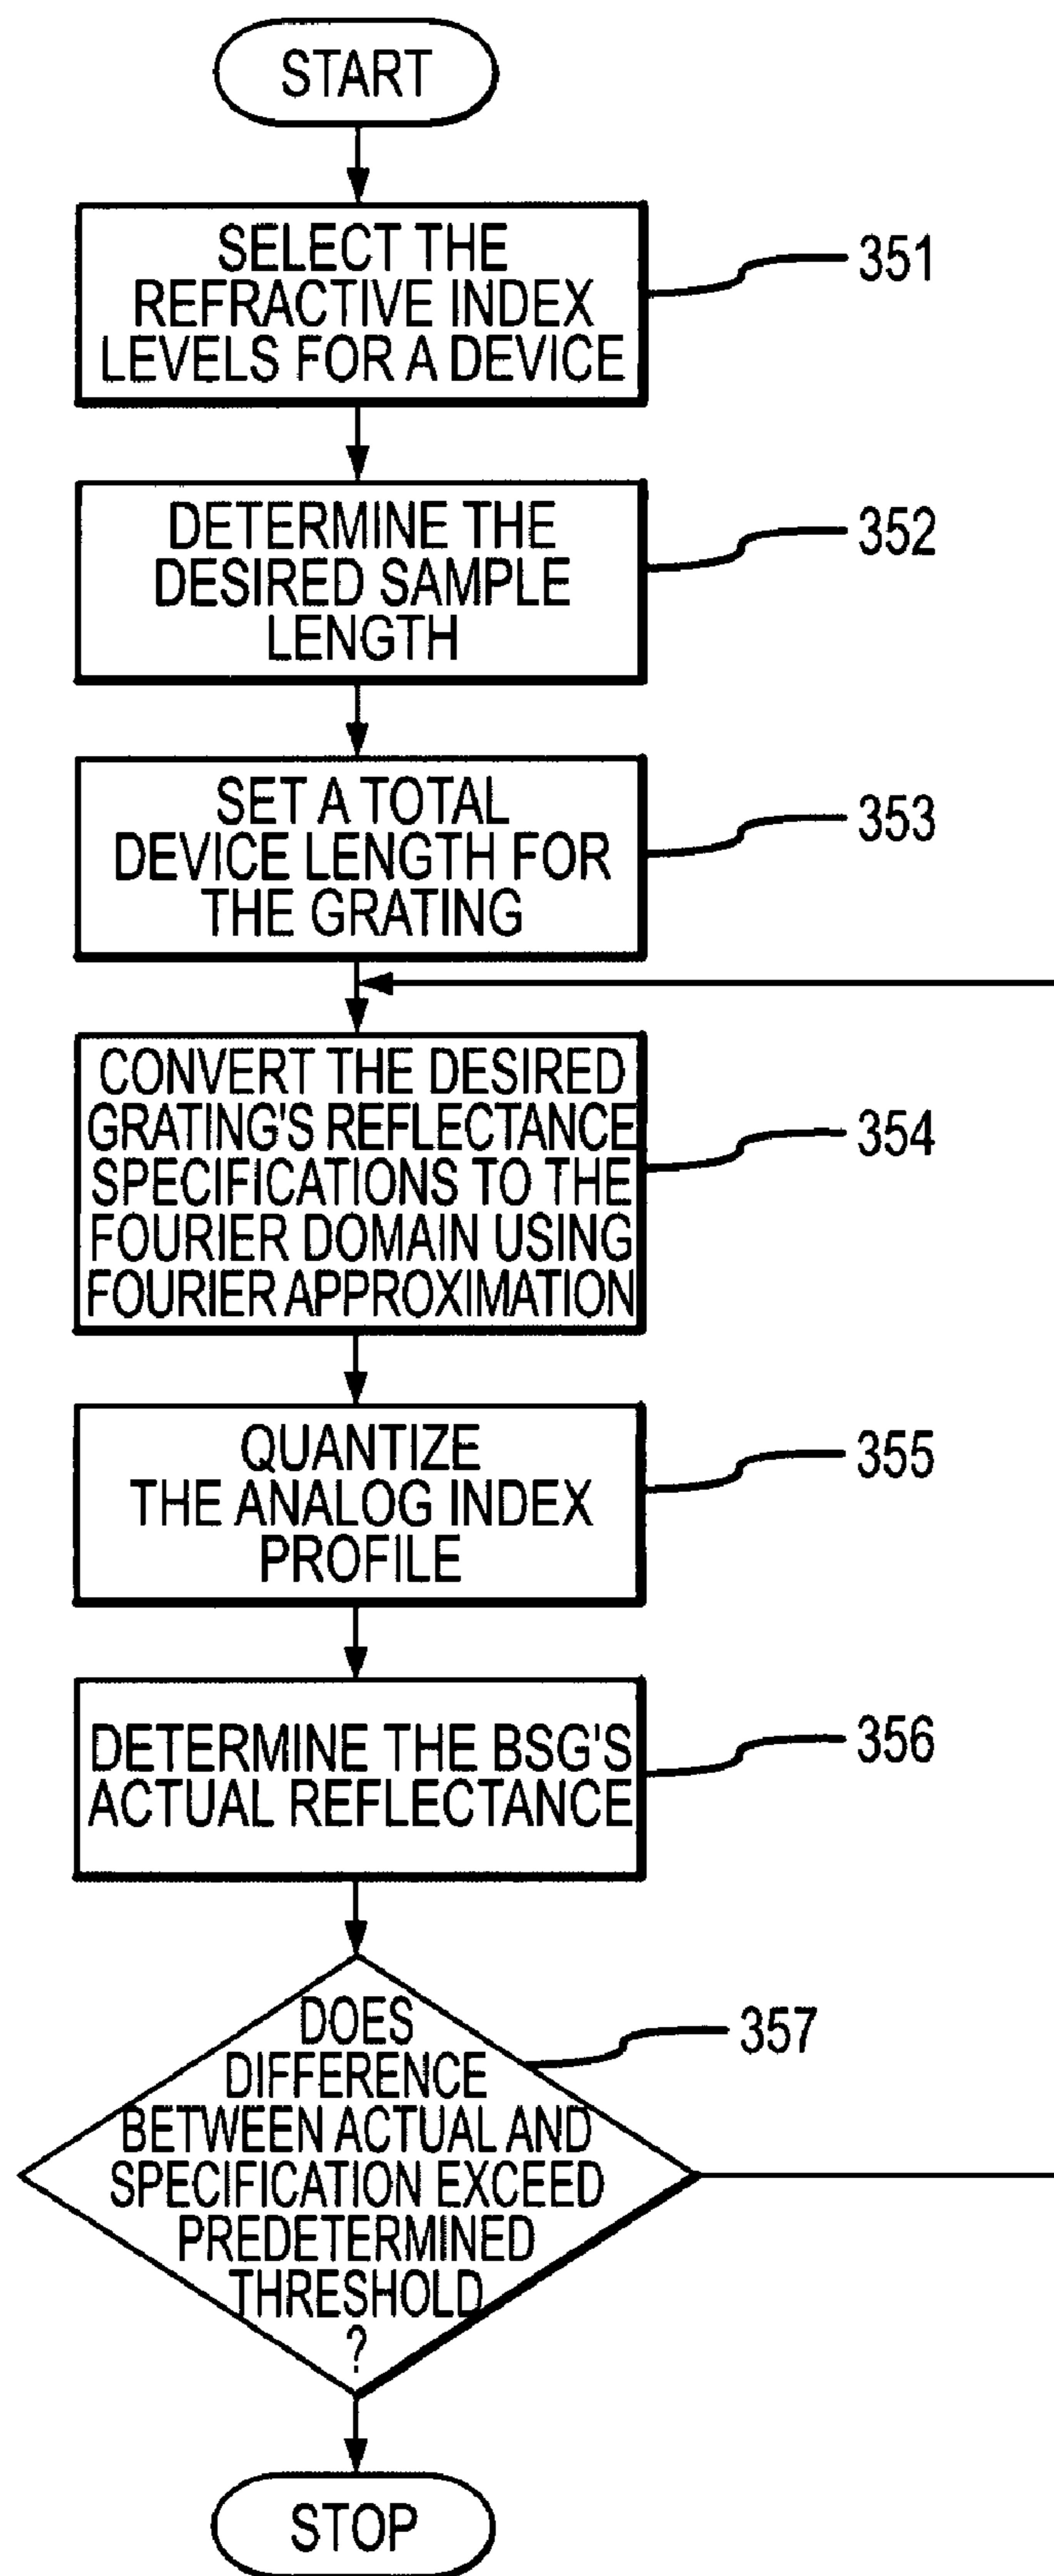 START
SELECT THE
REFRACTIVE INDEX
LEVELS FOR A DEVICE
351
DETERMINE THE
DESIRED SAMPLE
LENGTH
352
SET A TOTAL
DEVICE LENGTH FOR
THE GRATING
353
CONVERT THE DESIRED
GRATING'S REFLECTANCE
SPECIFICATIONS TO THE
FOURIER DOMAIN USING
FOURIER APPROXIMATION
354
QUANTIZE
THE ANALOG INDEX
PROFILE
355
DETERMINE THE BSG'S
ACTUAL REFLECTANCE
356
DOES
DIFFERENCE
BETWEEN ACTUAL AND
SPECIFICATION EXCEED
PREDETERMINED
THRESHOLD
?
357
STOP